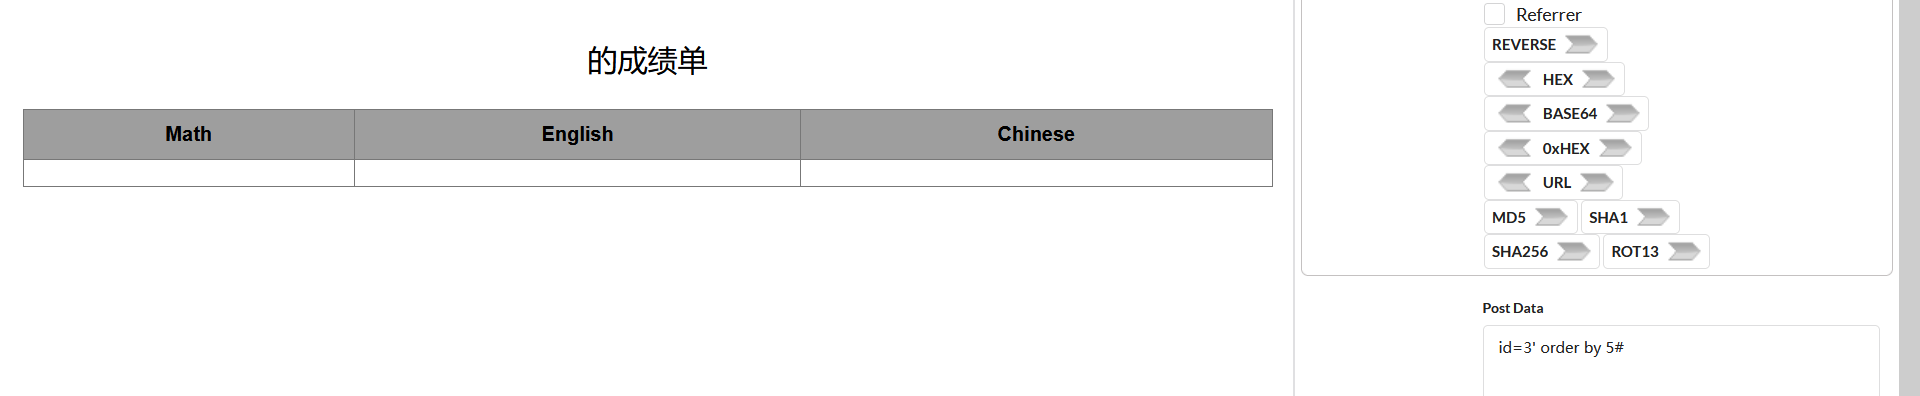 的成绩单
Math English Chinese
Referrer
REVERSE
HEX
BASE64
0xHEX
URL
MD5 SHA1
SHA256 ROT13
Post Data
id=3' order by 5#